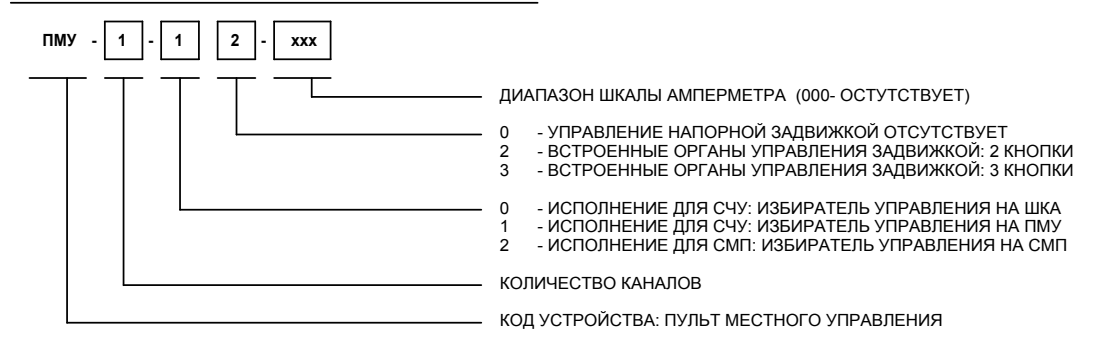 ПМУ - 1 - 1 2 - xxx
ДИАПАЗОН ШКАЛЫ АМПЕРМЕТРА (000- ОСТУТСТВУЕТ)
0 - УПРАВЛЕНИЕ НАПОРНОЙ ЗАДВИЖКОЙ ОТСУТСТВУЕТ
2 - ВСТРОЕННЫЕ ОРГАНЫ УПРАВЛЕНИЯ ЗАДВИЖКОЙ: 2 КНОПКИ
3 - ВСТРОЕННЫЕ ОРГАНЫ УПРАВЛЕНИЯ ЗАДВИЖКОЙ: 3 КНОПКИ
0 - ИСПОЛНЕНИЕ ДЛЯ СЧУ: ИЗБИРАТЕЛЬ УПРАВЛЕНИЯ НА ШКА
1 - ИСПОЛНЕНИЕ ДЛЯ СЧУ: ИЗБИРАТЕЛЬ УПРАВЛЕНИЯ НА ПМУ
2 - ИСПОЛНЕНИЕ ДЛЯ СМП: ИЗБИРАТЕЛЬ УПРАВЛЕНИЯ НА СМП
КОЛИЧЕСТВО КАНАЛОВ
КОД УСТРОЙСТВА: ПУЛЬТ МЕСТНОГО УПРАВЛЕНИЯ